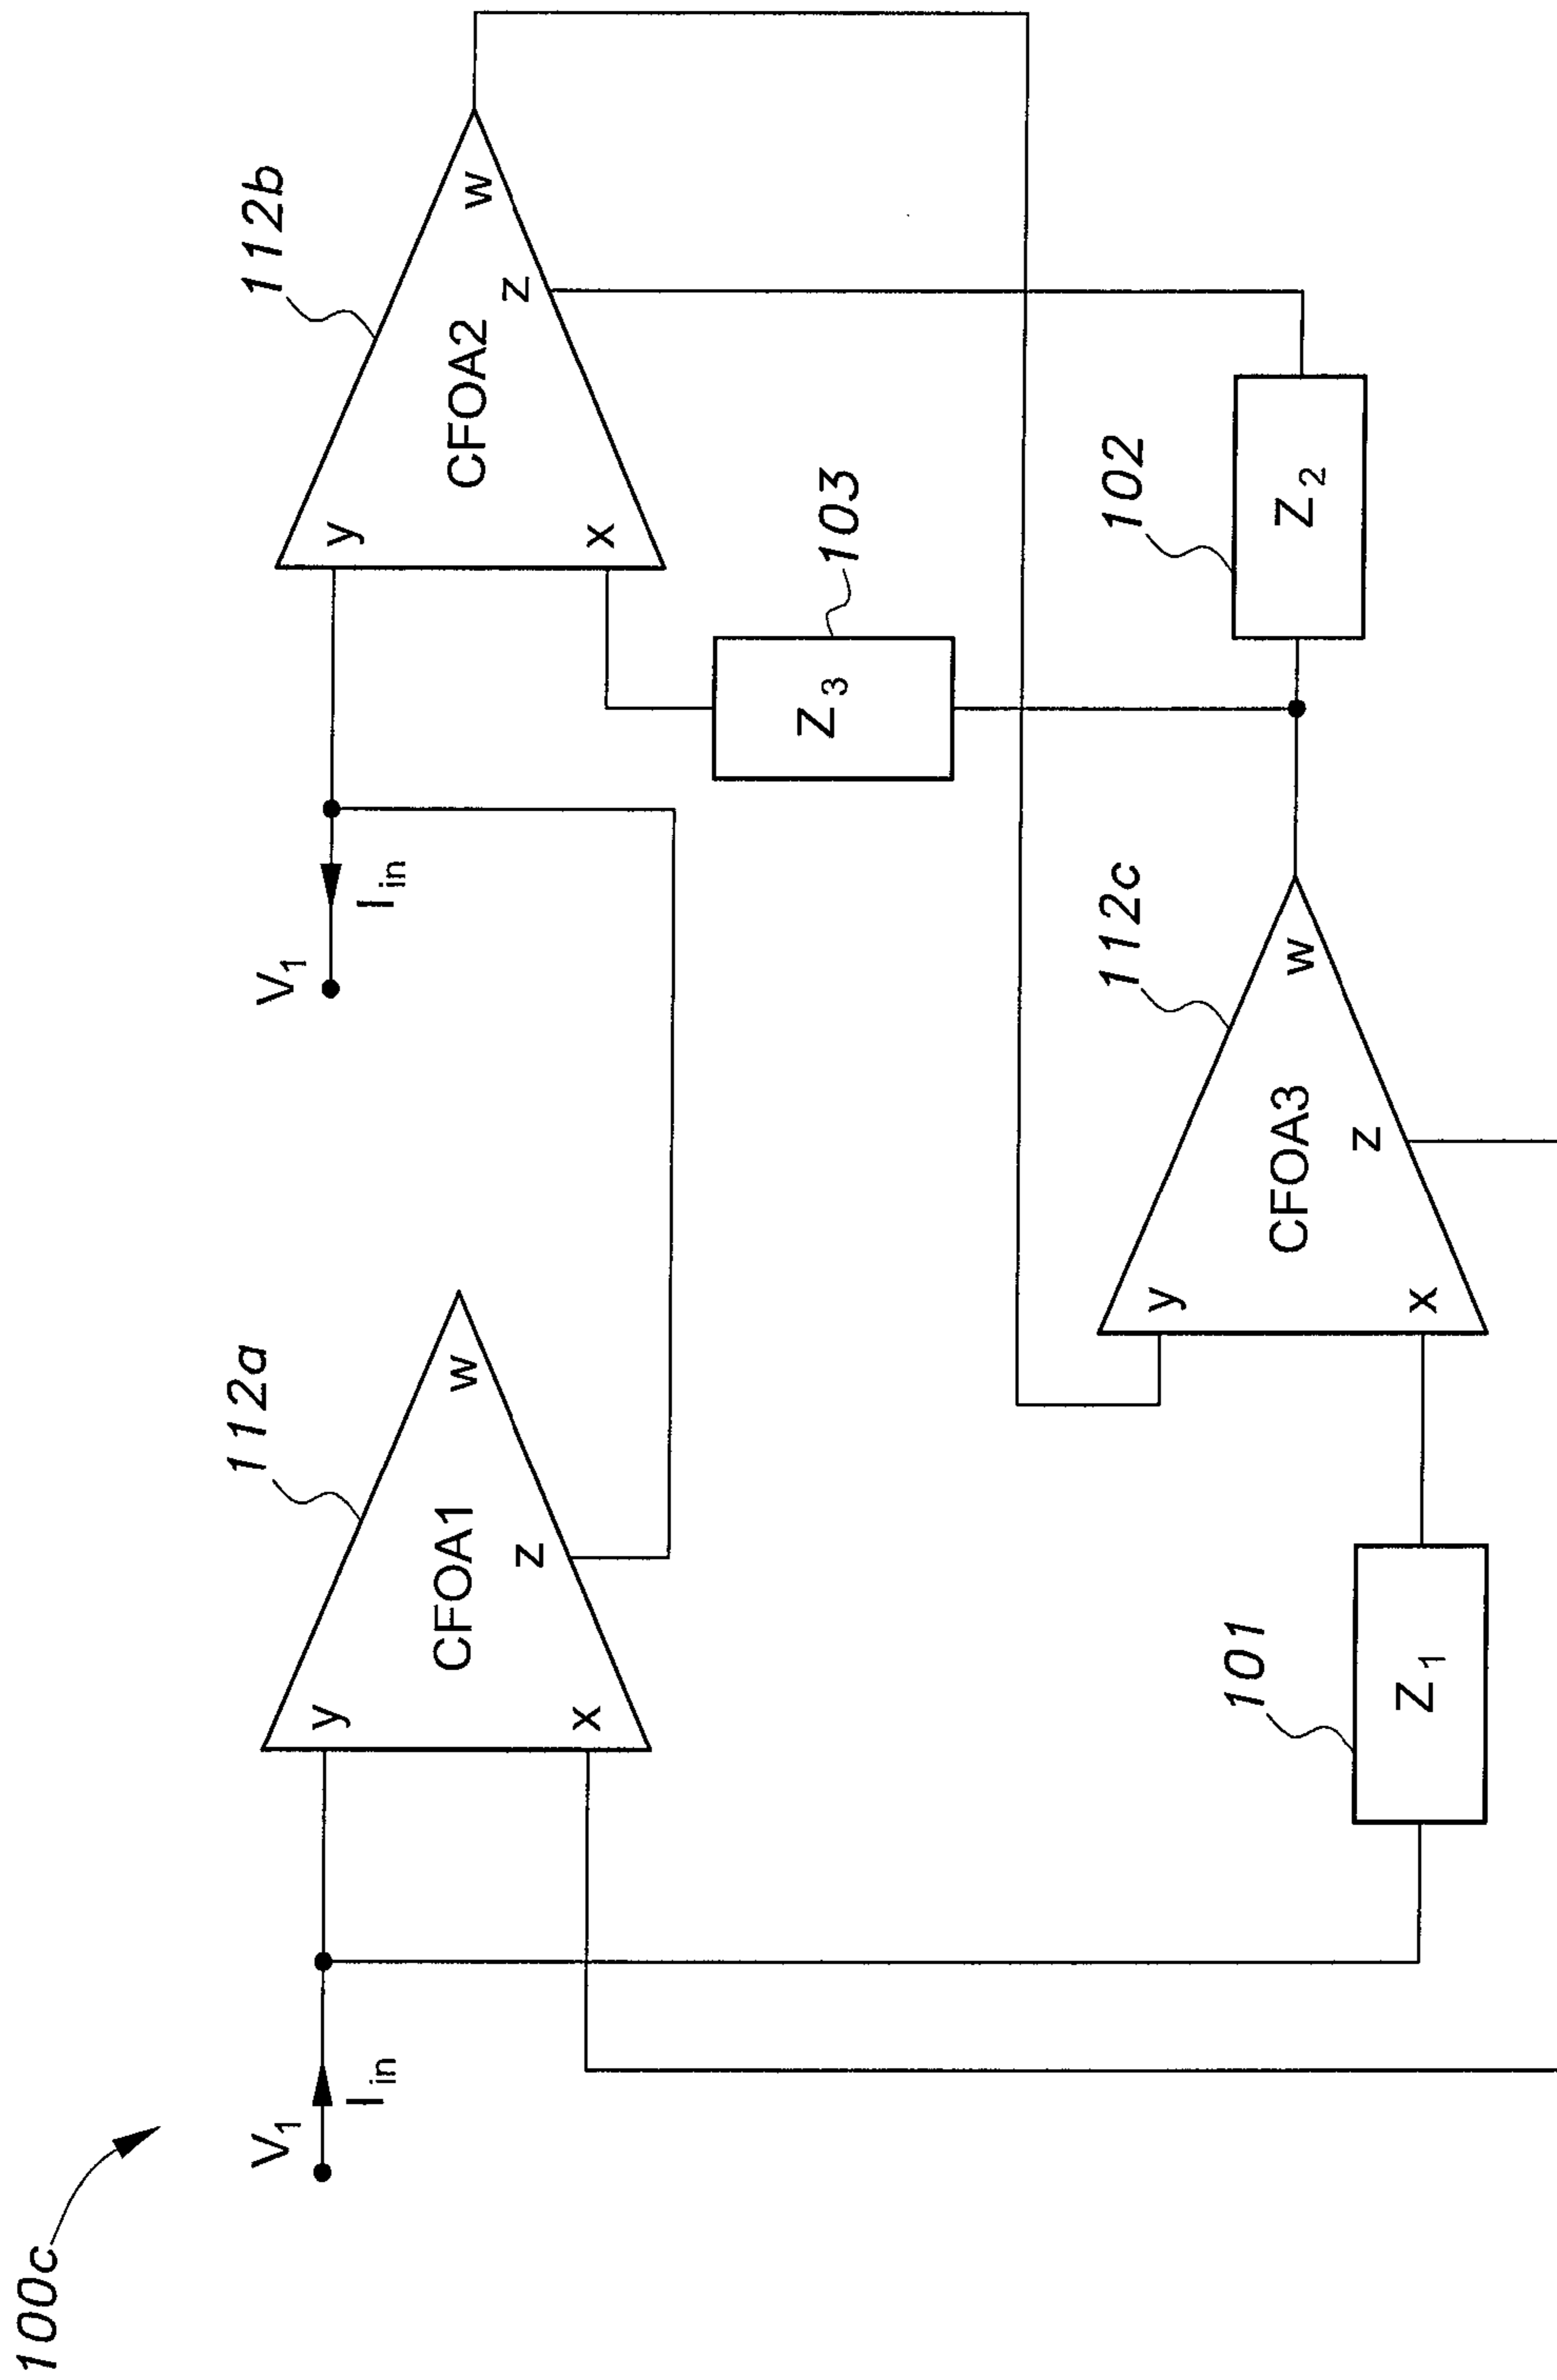 100c
V1
Iin
y
x
CFOA1
z
w
112a
V1
Iin
y
x
CFOA2
z
w
112b
Z3
103
101
Z1
y
x
CFOA3
z
w
112c
102
Z2